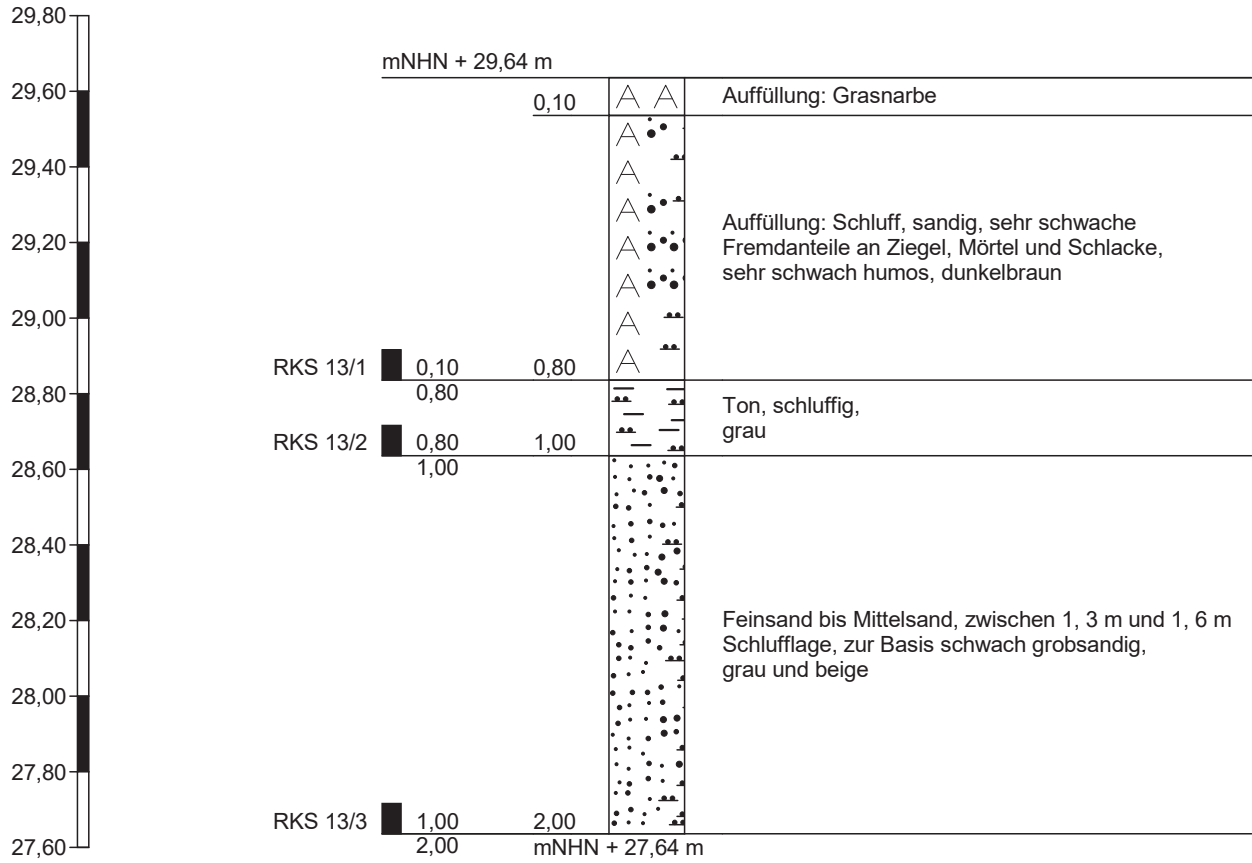 29,80
mNHN + 29,64 m
29,60
0,10
Auffüllung: Grasnarbe
29,40
29,20
Auffüllung: Schluff, sandig, sehr schwache
Fremdanteile an Ziegel, Mörtel und Schlacke,
sehr schwach humos, dunkelbraun
29,00
RKS 13/1 0,10 0,80
0,80
28,80
Ton, schluffig,
grau
RKS 13/2 0,80 1,00
1,00
28,60
28,40
28,20
Feinsand bis Mittelsand, zwischen 1, 3 m und 1, 6 m
Schlufflage, zur Basis schwach grobsandig,
grau und beige
28,00
27,80
RKS 13/3 1,00 2,00
2,00
mNHN + 27,64 m
27,60